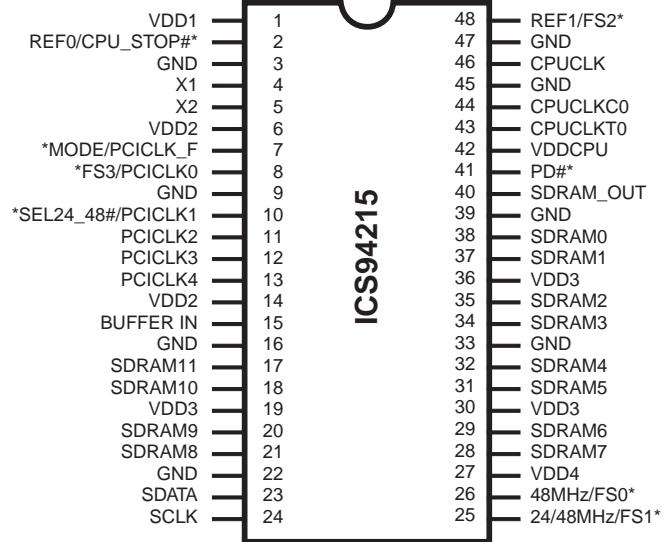 VDD1 1 48 REF1/FS2*
REF0/CPU_STOP#* 2 47 GND
GND 3 46 CPUCLK
X1 4 45 GND
X2 5 44 CPUCLKC0
VDD2 6 43 CPUCLKT0
*MODE/PCICLK_F 7 42 VDDCPU
*FS3/PCICLK0 8 41 PD#*
GND 9 40 SDRAM_OUT
*SEL24_48#/PCICLK1 10 39 GND
PCICLK2 11 38 SDRAM0
PCICLK3 12 37 SDRAM1
PCICLK4 13 36 VDD3
VDD2 14 35 SDRAM2
BUFFER IN 15 34 SDRAM3
GND 16 33 GND
SDRAM11 17 32 SDRAM4
SDRAM10 18 31 SDRAM5
VDD3 19 30 VDD3
SDRAM9 20 29 SDRAM6
SDRAM8 21 28 SDRAM7
GND 22 27 VDD4
SDATA 23 26 48MHz/FS0*
SCLK 24 25 24/48MHz/FS1*
ICS94215